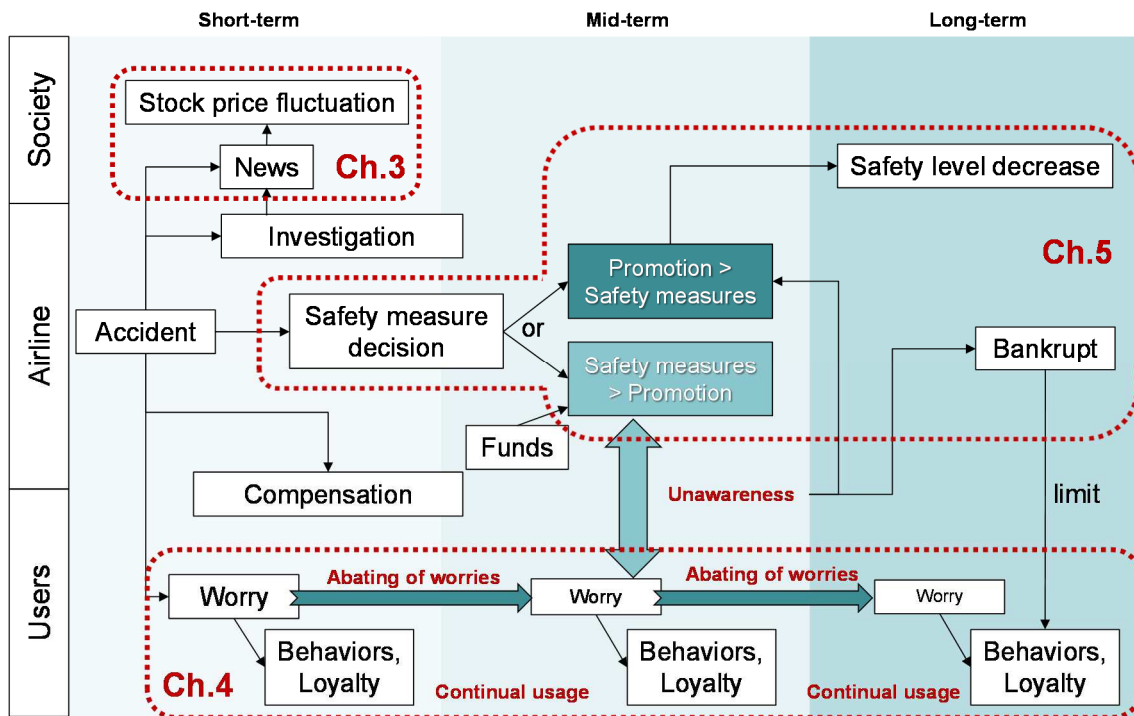 Short-term
Mid-term
Long-term
Society
Stock price fluctuation
News
Ch.3
Safety level decrease
Airline
Investigation
Ch.5
Promotion >
Safety measures
Accident
Safety measure
decision
or
Bankrupt
Safety measures
> Promotion
Funds
Compensation
Unawareness
limit
Users
Worry
Abating of worries
Worry
Abating of worries
Worry
Behaviors,
Loyalty
Behaviors,
Loyalty
Behaviors,
Loyalty
Ch.4
Continual usage
Continual usage